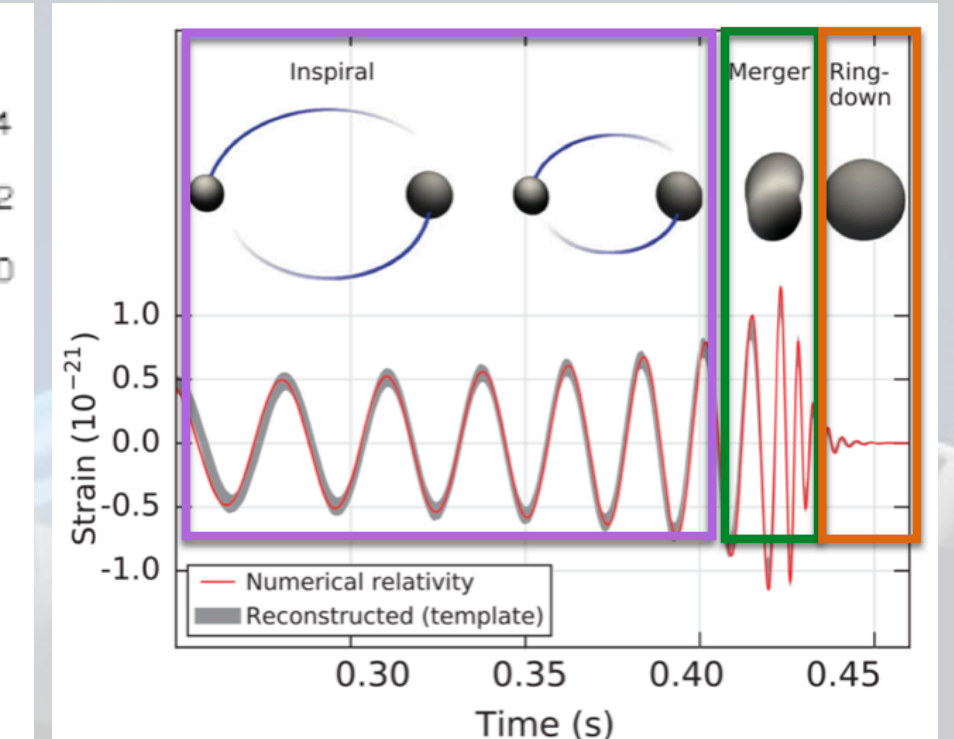 Inspiral
Merger
Ring-
down
1.0
0.5
0.0
-0.5
-1.0
Strain (10⁻²¹)
Numerical relativity
Reconstructed (template)
0.30
0.35
0.40
0.45
Time (s)